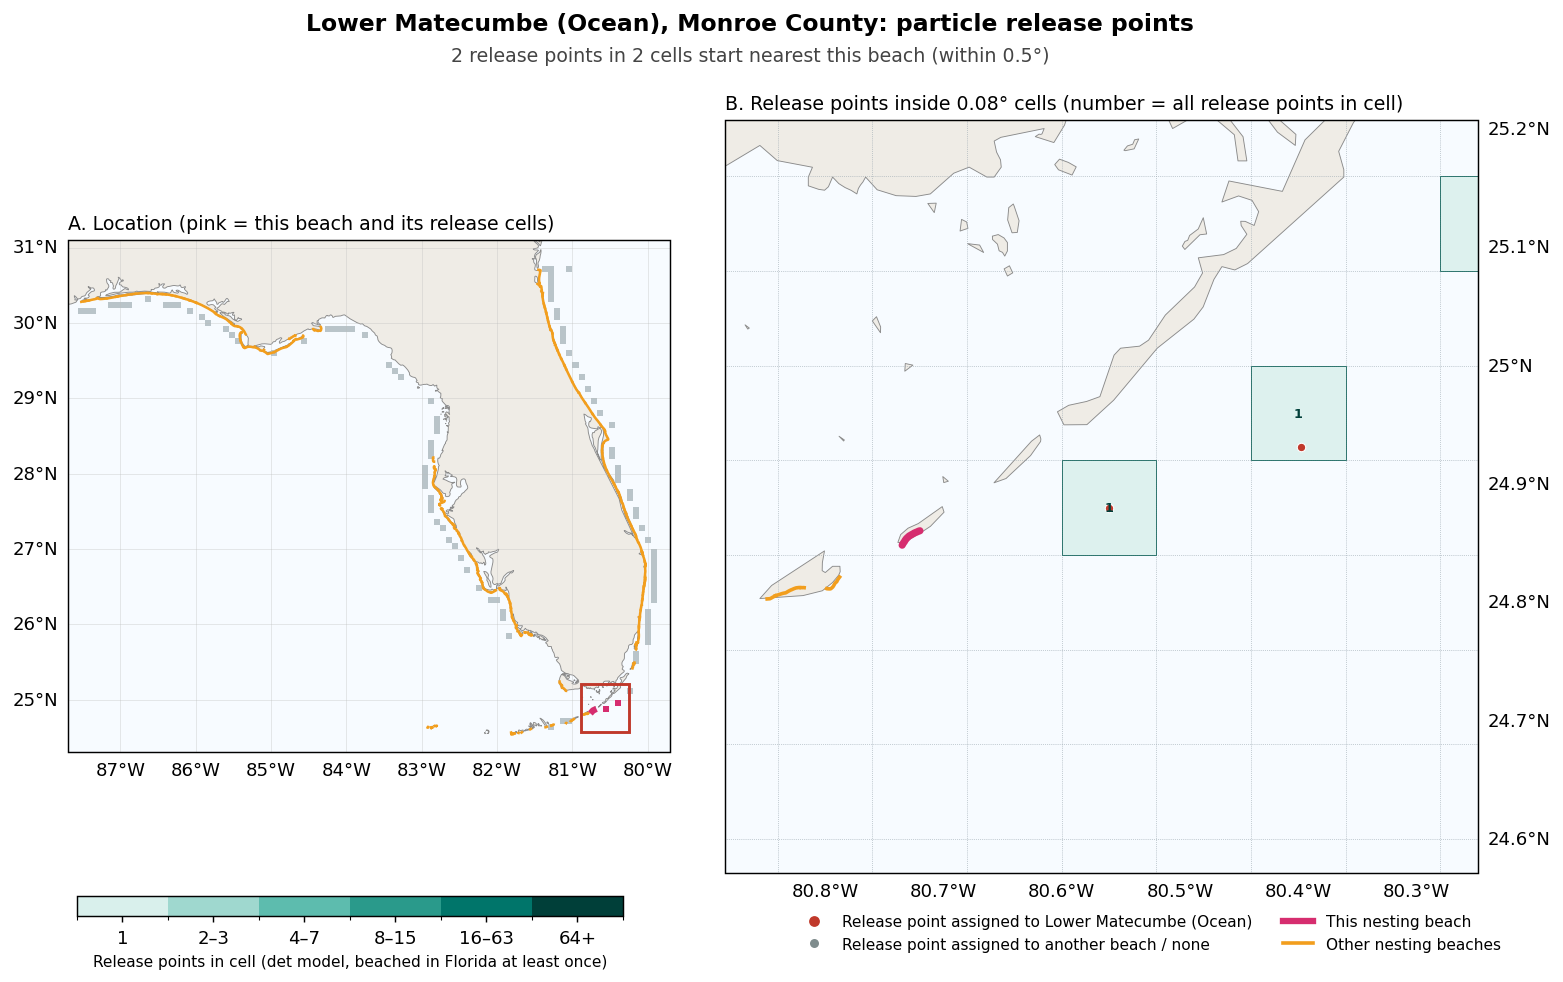 Lower Matecumbe (Ocean), Monroe County: particle release points
2 release points in 2 cells start nearest this beach (within 0.5°)
A. Location (pink = this beach and its release cells)
31°N
30°N
29°N
28°N
27°N
26°N
25°N
87°W 86°W 85°W 84°W 83°W 82°W 81°W 80°W
B. Release points inside 0.08° cells (number = all release points in cell)
25.2°N
25.1°N
25°N
24.9°N
24.8°N
24.7°N
24.6°N
1
1
80.8°W 80.7°W 80.6°W 80.5°W 80.4°W 80.3°W
1 2–3 4–7 8–15 16–63 64+
Release points in cell (det model, beached in Florida at least once)
Release point assigned to Lower Matecumbe (Ocean)
Release point assigned to another beach / none
This nesting beach
Other nesting beaches